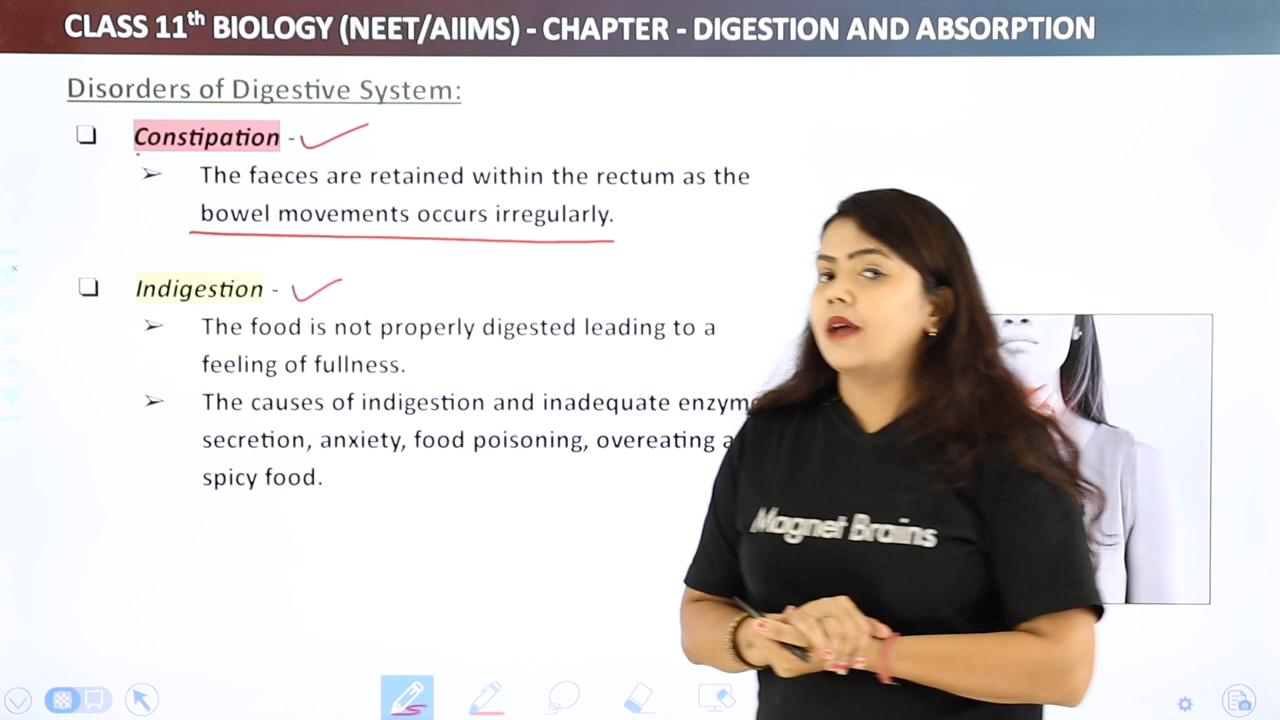 CLASS 11th BIOLOGY (NEET/AIIMS) - CHAPTER - DIGESTION AND ABSORPTION
Disorders of Digestive System:
Constipation -
The faeces are retained within the rectum as the
bowel movements occurs irregularly.
Indigestion -
The food is not properly digested leading to a
feeling of fullness.
The causes of indigestion and inadequate
secretion, anxiety, food poisoning, overeating
spicy food.
Magnet Brains